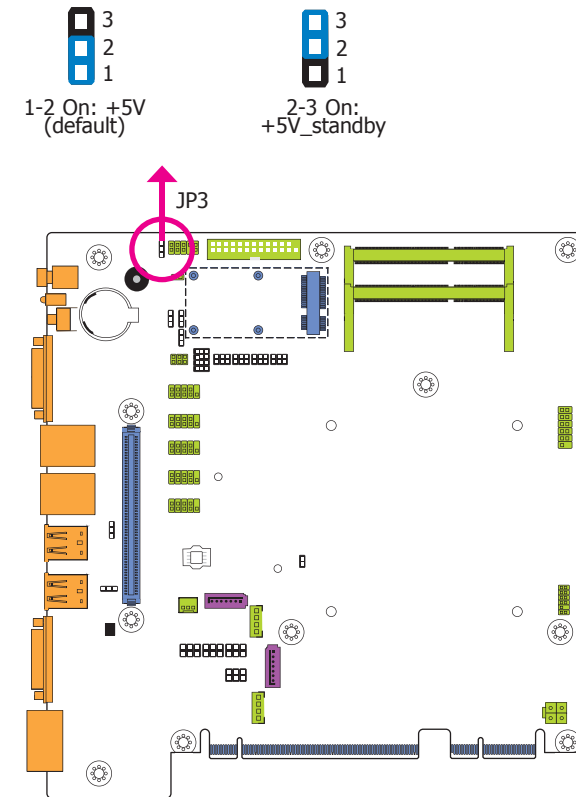 3
2
1
1-2 On: +5V
(default)
3
2
1
2-3 On:
+5V_standby
JP3